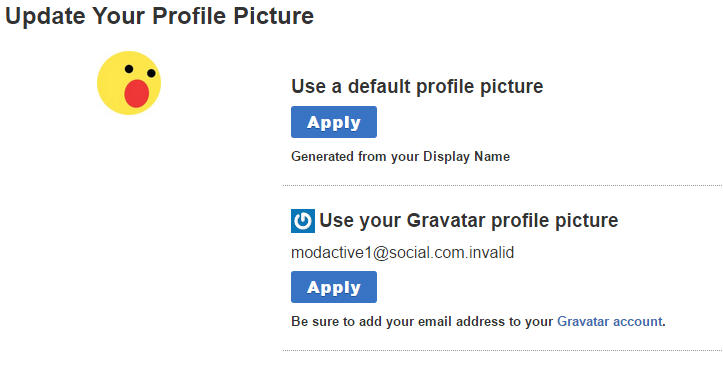 Update Your Profile Picture
Use a default profile picture
Apply
Generated from your Display Name
Use your Gravatar profile picture
modactive1@social.com.invalid
Apply
Be sure to add your email address to your Gravatar account.